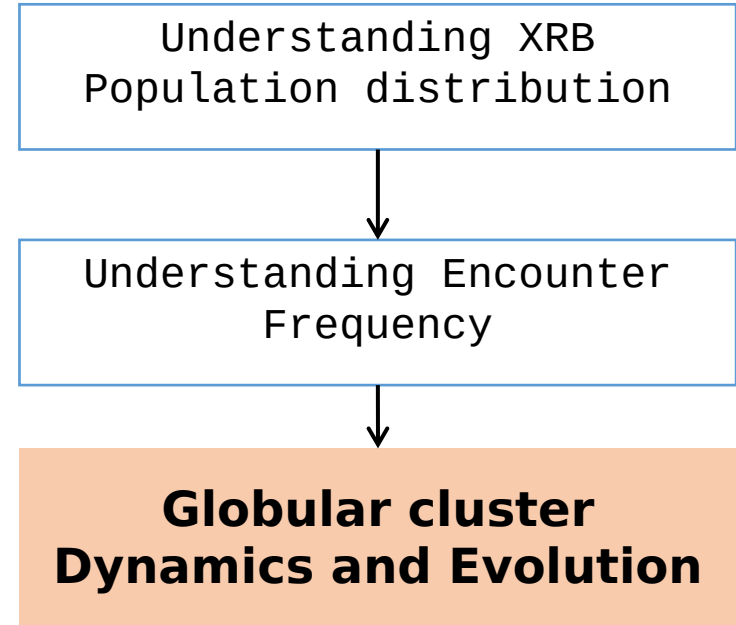 Understanding XRB
Population distribution
Understanding Encounter
Frequency
Globular cluster
Dynamics and Evolution